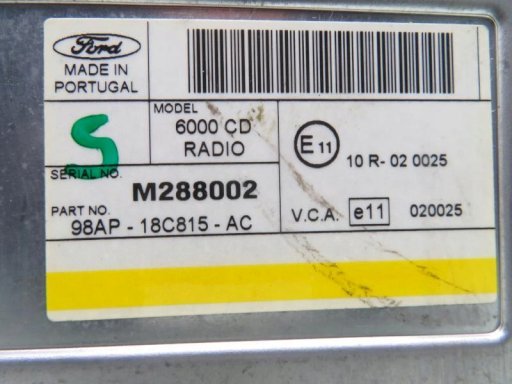 Ford
MADE IN
PORTUGAL
S
MODEL
6000 CD
RADIO
SERIAL NO.
M288002
PART NO.
98AP - 18C815 - AC
E11
10 R- 02 0025
V.C.A. e11 020025